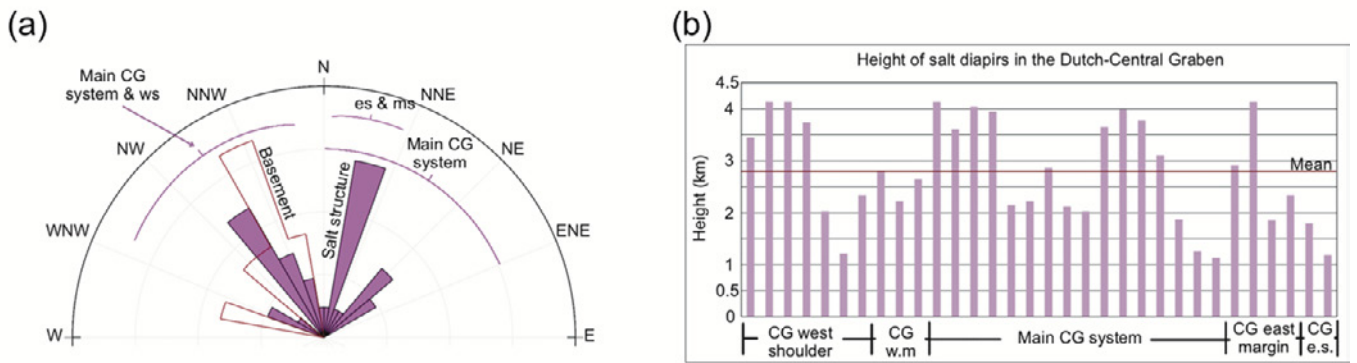 (a)
Main CG
system & ws
N
NNW
NNE
es & ms
NW
Main CG
system
NE
Basement
Salt structure
WNW
ENE
W
E
(b)
Height of salt diapirs in the Dutch-Central Graben
4.5
4
3
Mean
2
1
0.5
0
Height (km)
CG west
shoulder
CG
w.m
Main CG system
CG east
margin
CG
e.s.